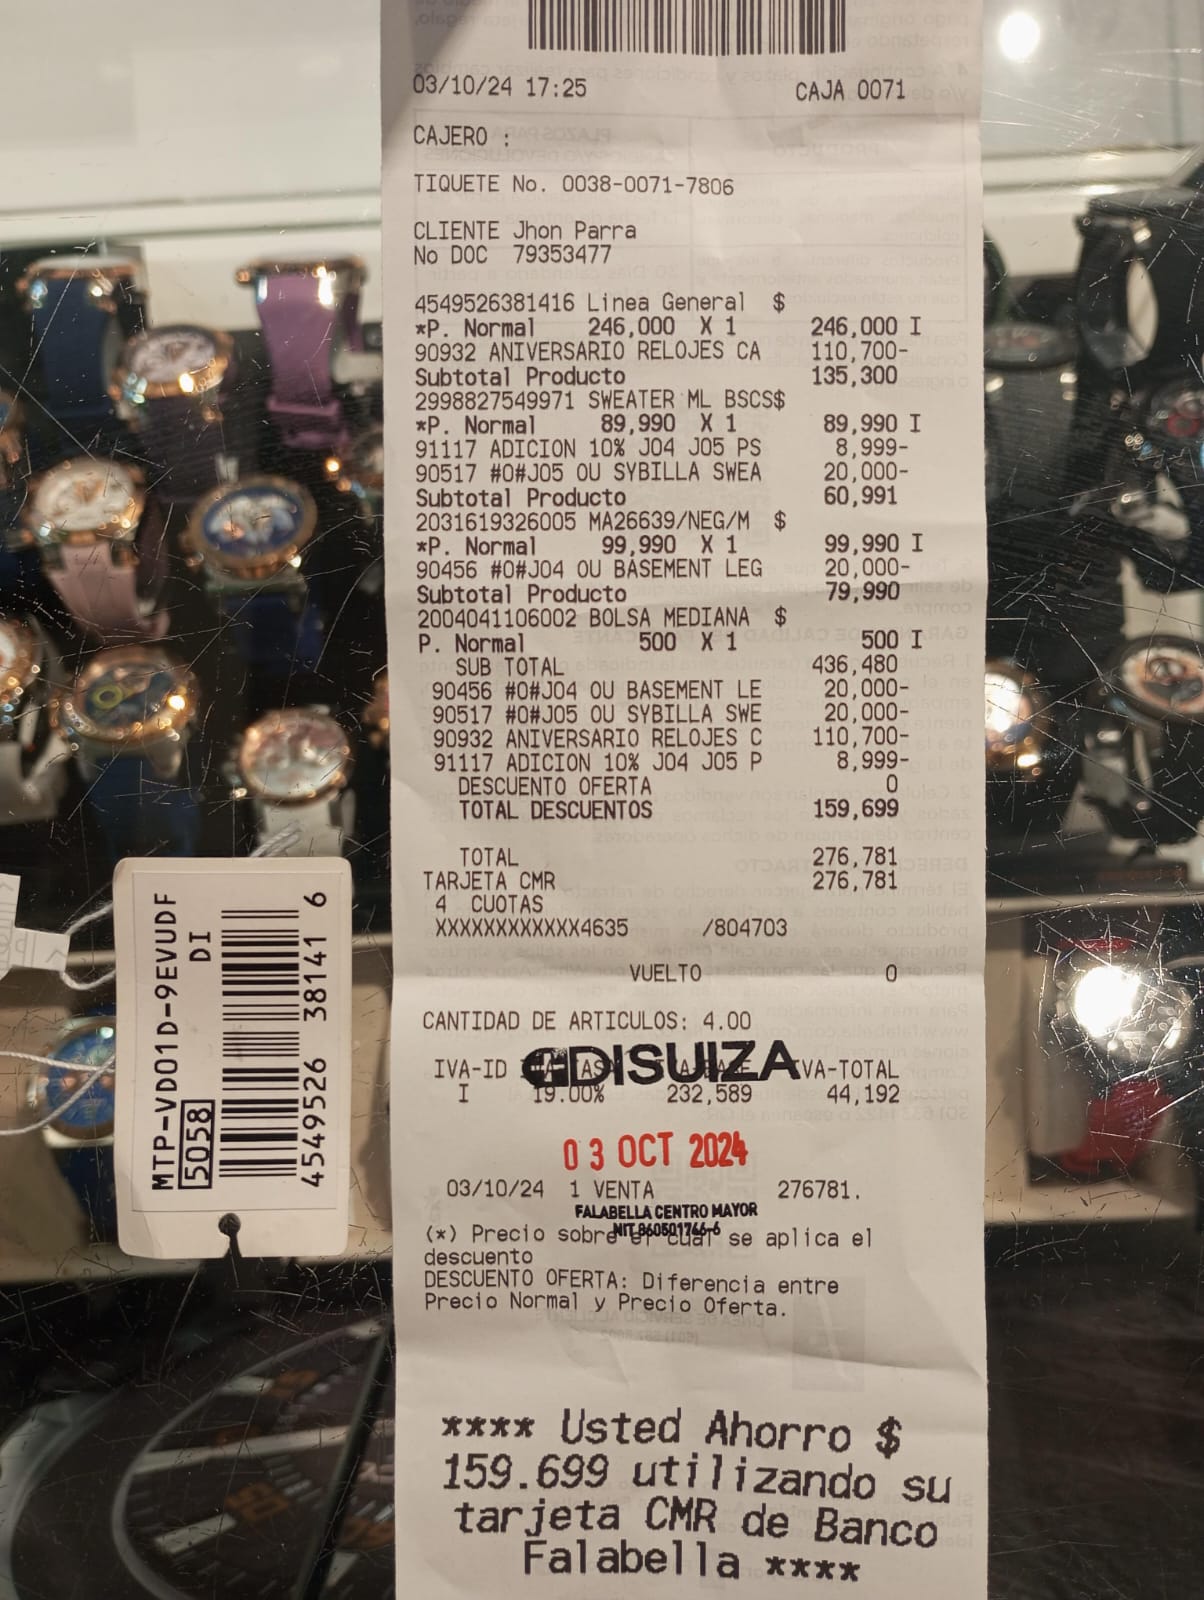 03/10/24 17:25 CAJA 0071
CAJERO :
TIQUETE No. 0038-0071-7806
CLIENTE Jhon Parra
No DOC 79353477
4549526381416 Linea General $
*P. Normal 246,000 X 1 246,000 I
90932 ANIVERSARIO RELOJES CA 110,700-
Subtotal Producto 135,300
2998827549971 SWEATER ML BSCS$
*P. Normal 89,990 X 1 89,990 I
91117 ADICION 10% J04 J05 PS 8,999-
90517 #O#J05 OU SYBILLA SWEA 20,000-
Subtotal Producto 60,991
2031619326005 MA26639/NEG/M $
*P. Normal 99,990 X 1 99,990 I
90456 #O#J04 OU BASEMENT LEG 20,000-
Subtotal Producto 79,990
2004041106002 BOLSA MEDIANA $
P. Normal 500 X 1 500 I
SUB TOTAL 436,480
90456 #O#J04 OU BASEMENT LE 20,000-
90517 #O#J05 OU SYBILLA SWE 20,000-
90932 ANIVERSARIO RELOJES C 110,700-
91117 ADICION 10% J04 J05 P 8,999-
DESCUENTO OFERTA 0
TOTAL DESCUENTOS 159,699
TOTAL 276,781
TARJETA CMR 276,781
4 CUOTAS
XXXXXXXXXXXX4635 /804703
VUELTO 0
CANTIDAD DE ARTICULOS: 4.00
DISUIZA
IVA-ID IVA-TASA IVA-BASE IVA-TOTAL
I 19.00% 232,589 44,192
03 OCT 2024
03/10/24 1 VENTA 276781.
FALABELLA CENTRO MAYOR
NIT.860501766-6
(*) Precio sobre el cual se aplica el
descuento
DESCUENTO OFERTA: Diferencia entre
Precio Normal y Precio Oferta.
**** Usted Ahorro $
159.699 utilizando su
tarjeta CMR de Banco
Falabella ****
MTP-VD01D-9EVUDF
DI
5058
4549526 38141 6